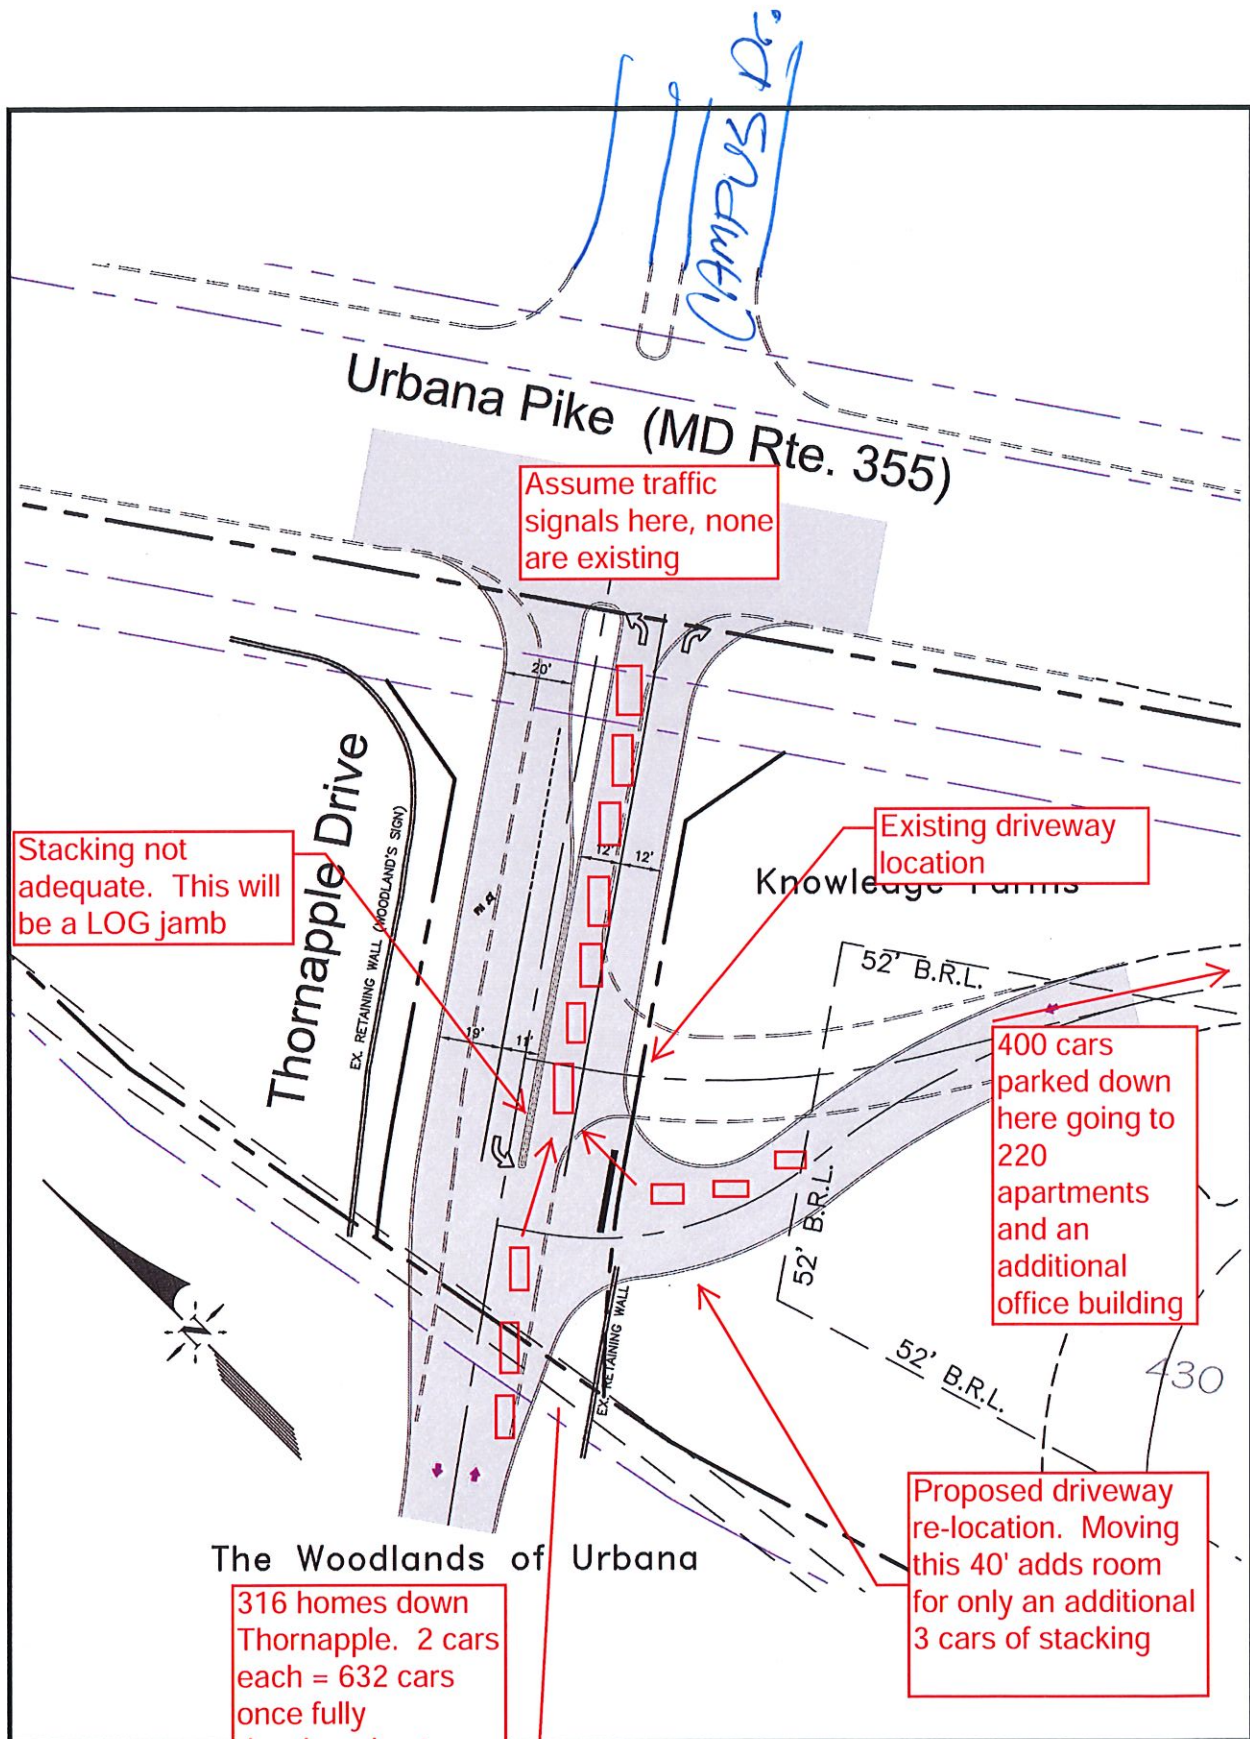 CAMPUS Dr.
Urbana Pike (MD Rte. 355)
Assume traffic
signals here, none
are existing
20'
Thornapple Drive
EX. RETAINING WALL (WOODLAND'S SIGN)
Stacking not
adequate. This will
be a LOG jamb
12'
12'
Existing driveway
location
Knowledge Farms
52' B.R.L.
19'
11'
400 cars
parked down
here going to
220
apartments
and an
additional
office building
52' B.R.L.
52' B.R.L.
430
N
EX. RETAINING WALL
Proposed driveway
re-location. Moving
this 40' adds room
for only an additional
3 cars of stacking
The Woodlands of Urbana
316 homes down
Thornapple. 2 cars
each = 632 cars
once fully